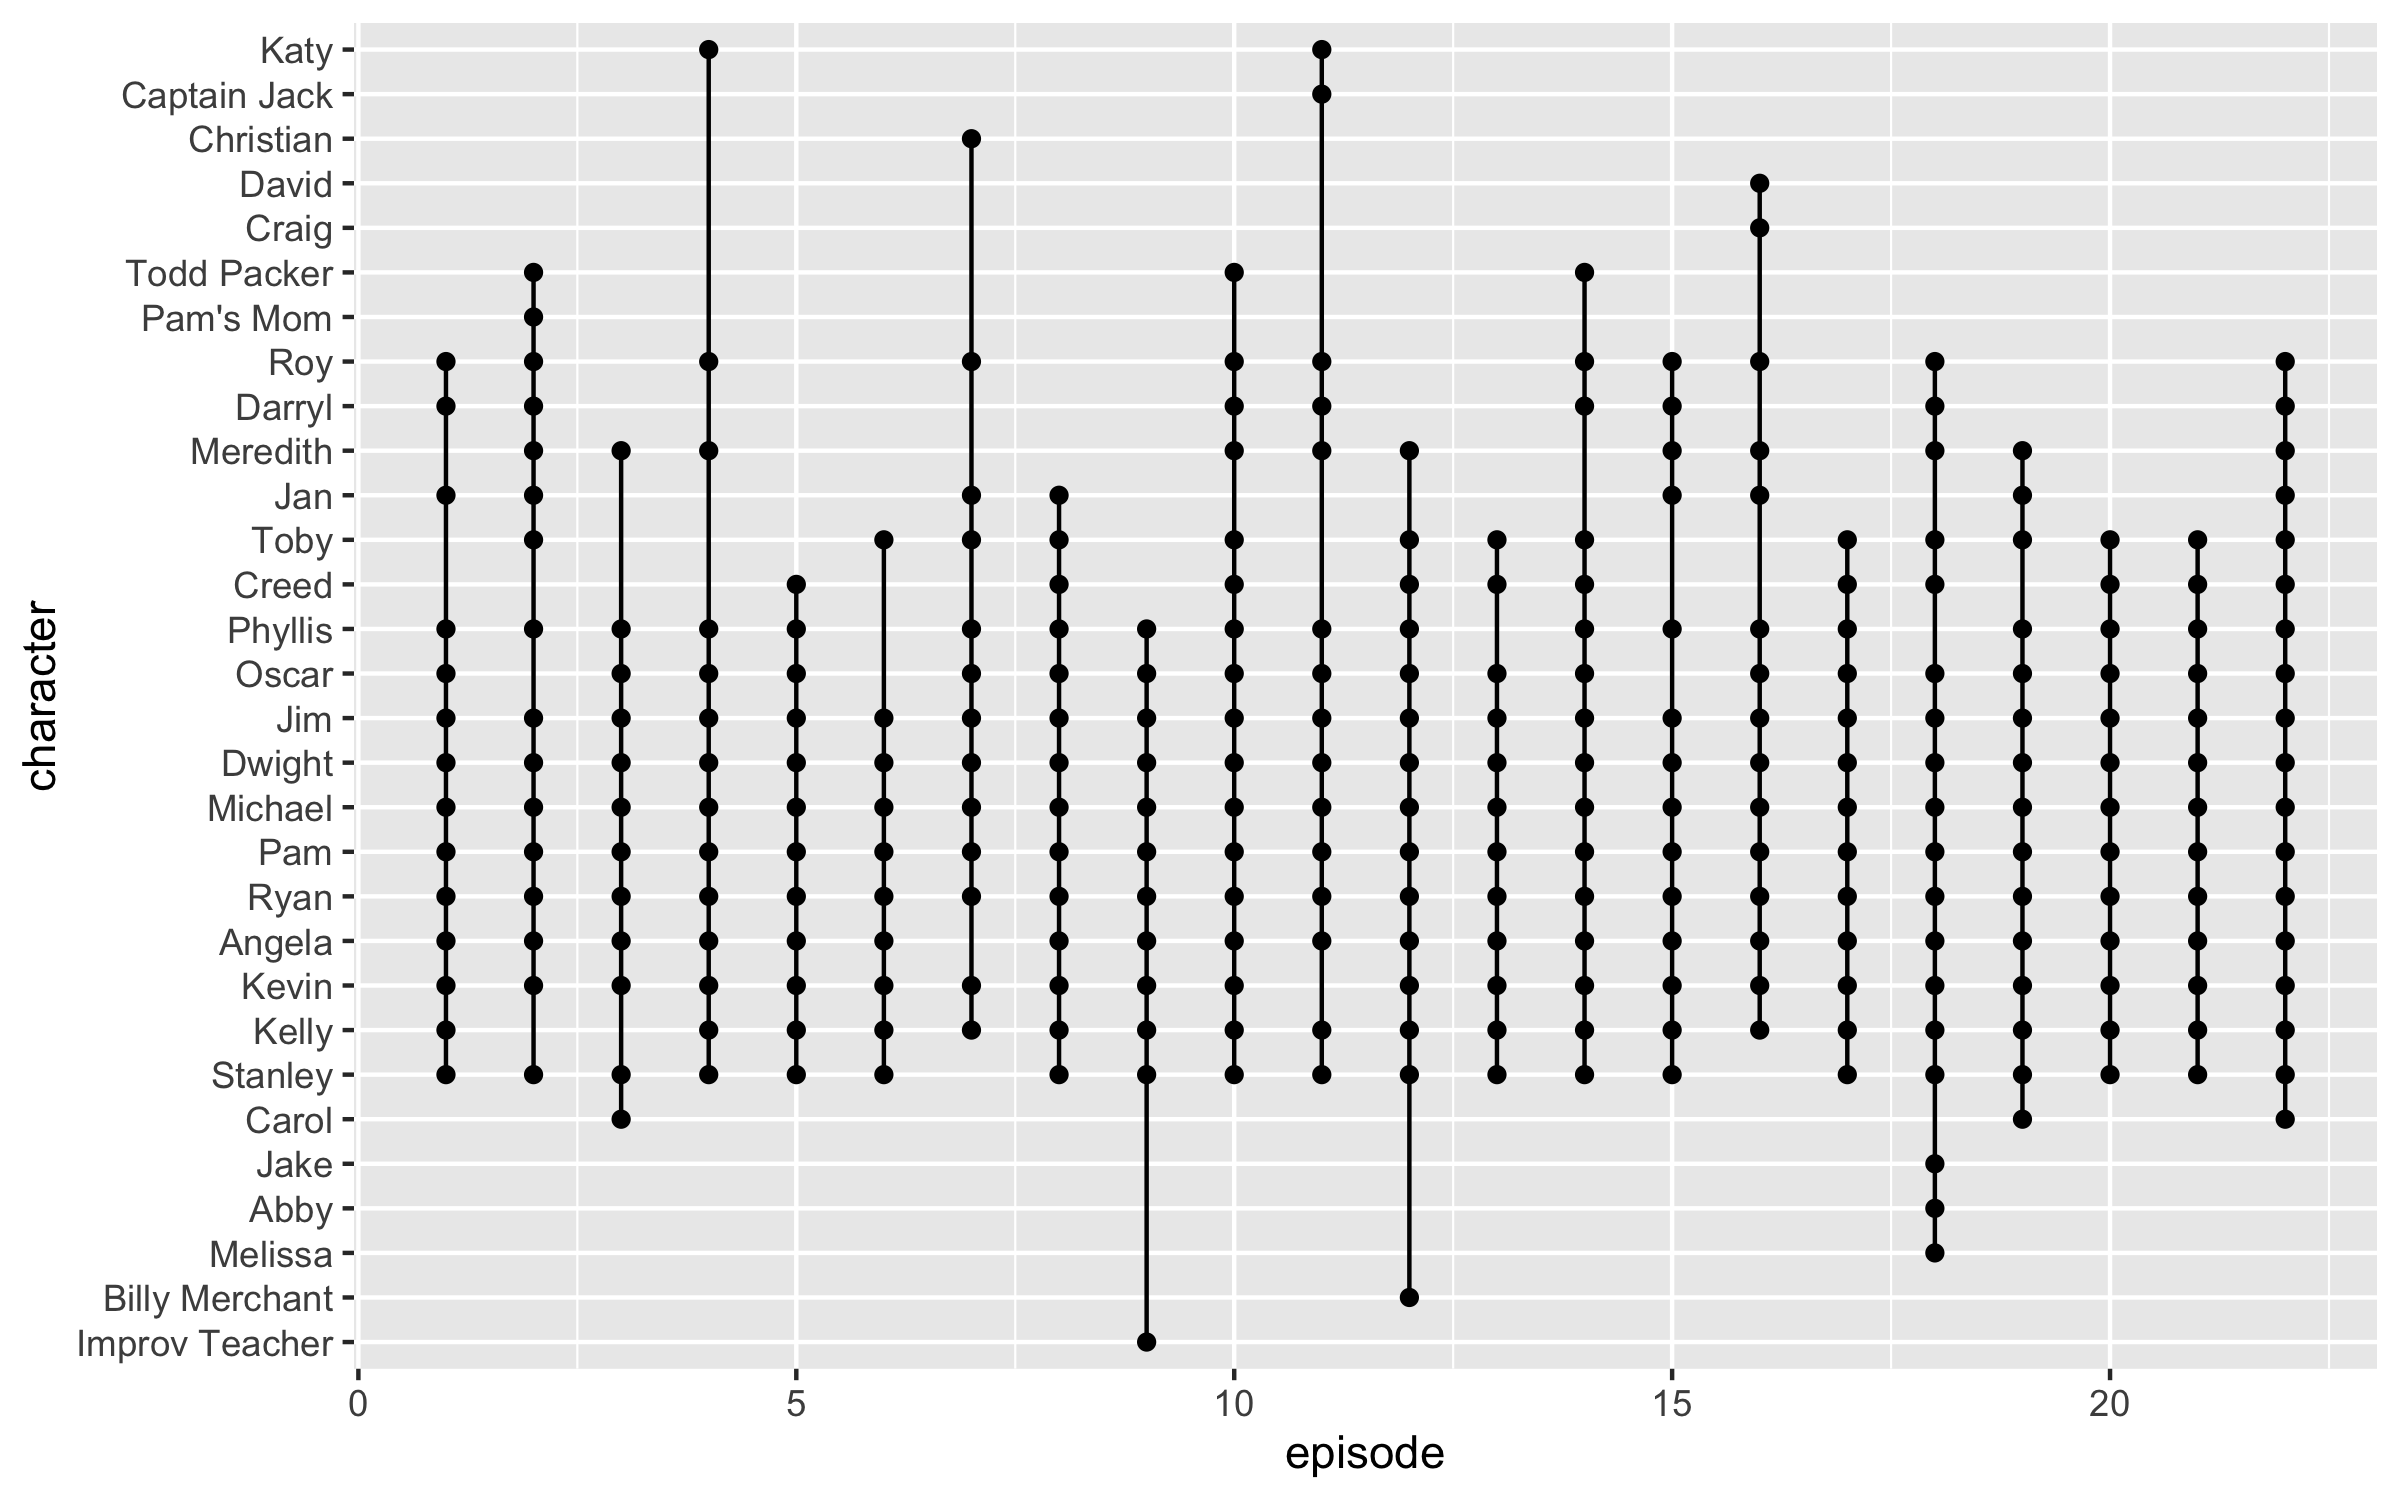 character
Katy
Captain Jack
Christian
David
Craig
Todd Packer
Pam's Mom
Roy
Darryl
Meredith
Jan
Toby
Creed
Phyllis
Oscar
Jim
Dwight
Michael
Pam
Ryan
Angela
Kevin
Kelly
Stanley
Carol
Jake
Abby
Melissa
Billy Merchant
Improv Teacher
0 5 10 15 20
episode